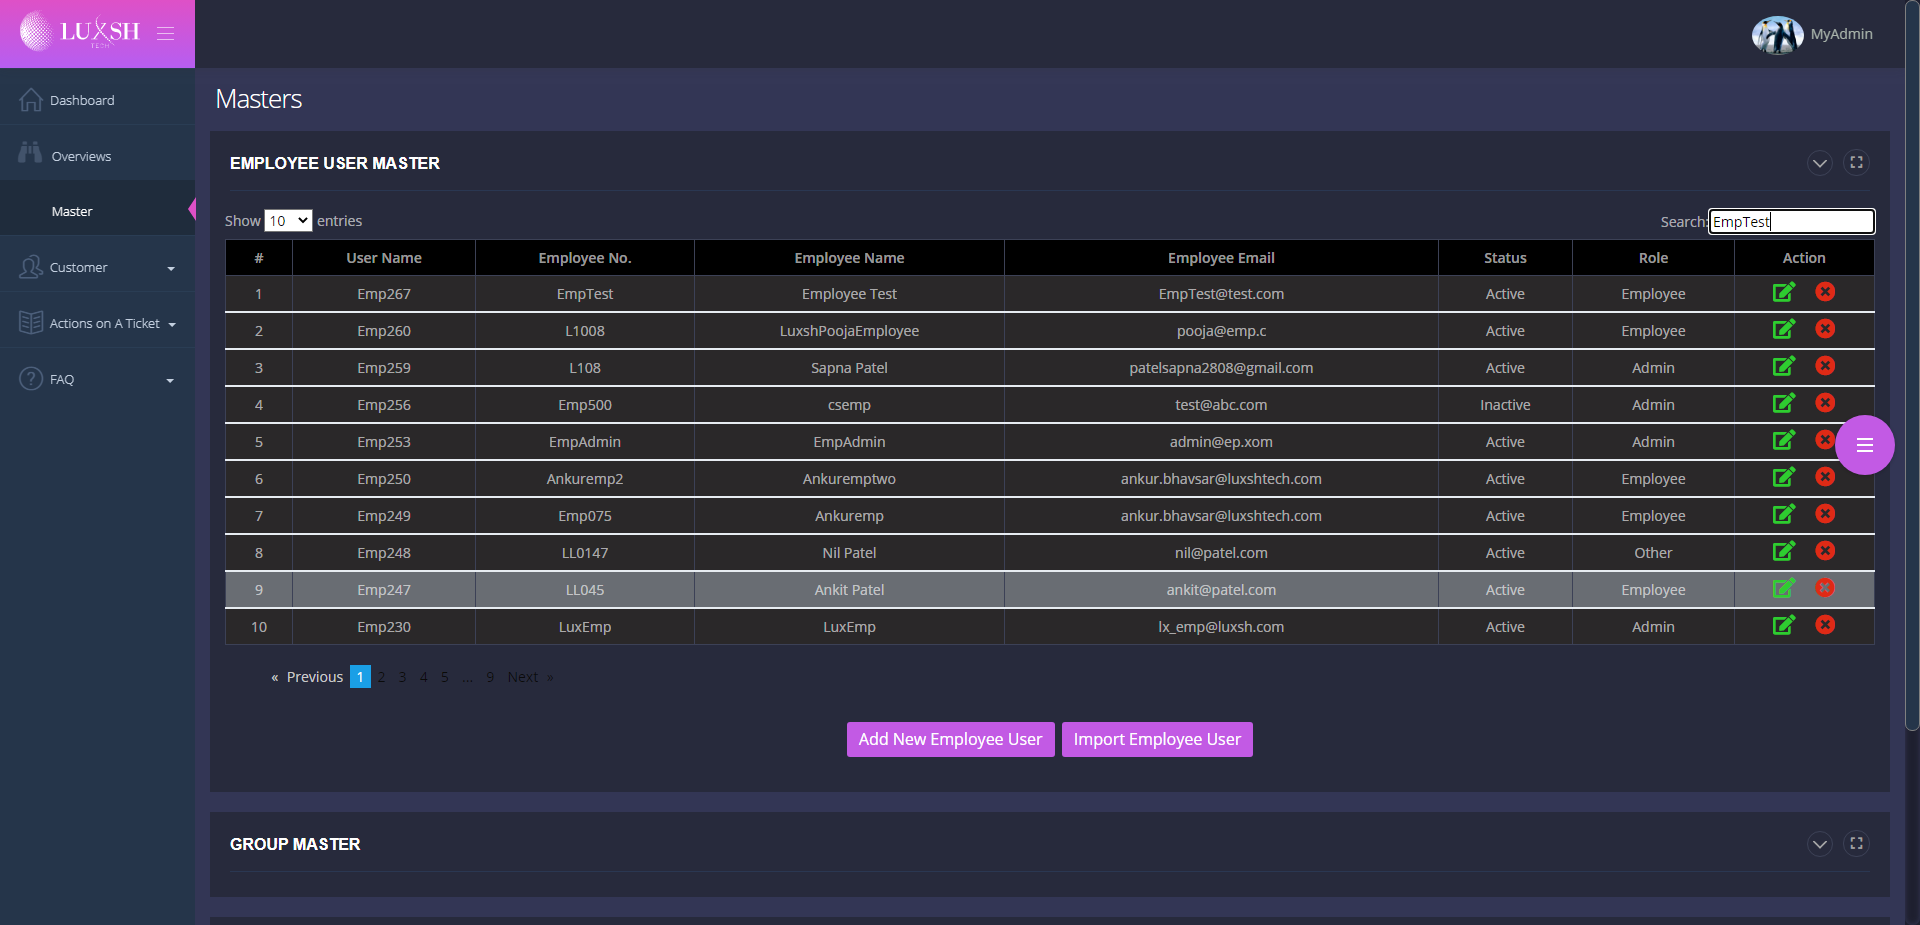 LUXSH
TECH
MyAdmin
Dashboard
Overviews
Master
Customer
Actions on A Ticket
FAQ
Masters
EMPLOYEE USER MASTER
Show 10 entries
Search: EmpTest
# User Name Employee No. Employee Name Employee Email Status Role Action
1 Emp267 EmpTest Employee Test EmpTest@test.com Active Employee
2 Emp260 L1008 LuxshPoojaEmployee pooja@emp.c Active Employee
3 Emp259 L108 Sapna Patel patelsapna2808@gmail.com Active Admin
4 Emp256 Emp500 csemp test@abc.com Inactive Admin
5 Emp253 EmpAdmin EmpAdmin admin@ep.xom Active Admin
6 Emp250 Ankuremp2 Ankuremptwo ankur.bhavsar@luxshtech.com Active Employee
7 Emp249 Emp075 Ankuremp ankur.bhavsar@luxshtech.com Active Employee
8 Emp248 LL0147 Nil Patel nil@patel.com Active Other
9 Emp247 LL045 Ankit Patel ankit@patel.com Active Employee
10 Emp230 LuxEmp LuxEmp lx_emp@luxsh.com Active Admin
« Previous 1 2 3 4 5 ... 9 Next »
Add New Employee User Import Employee User
GROUP MASTER